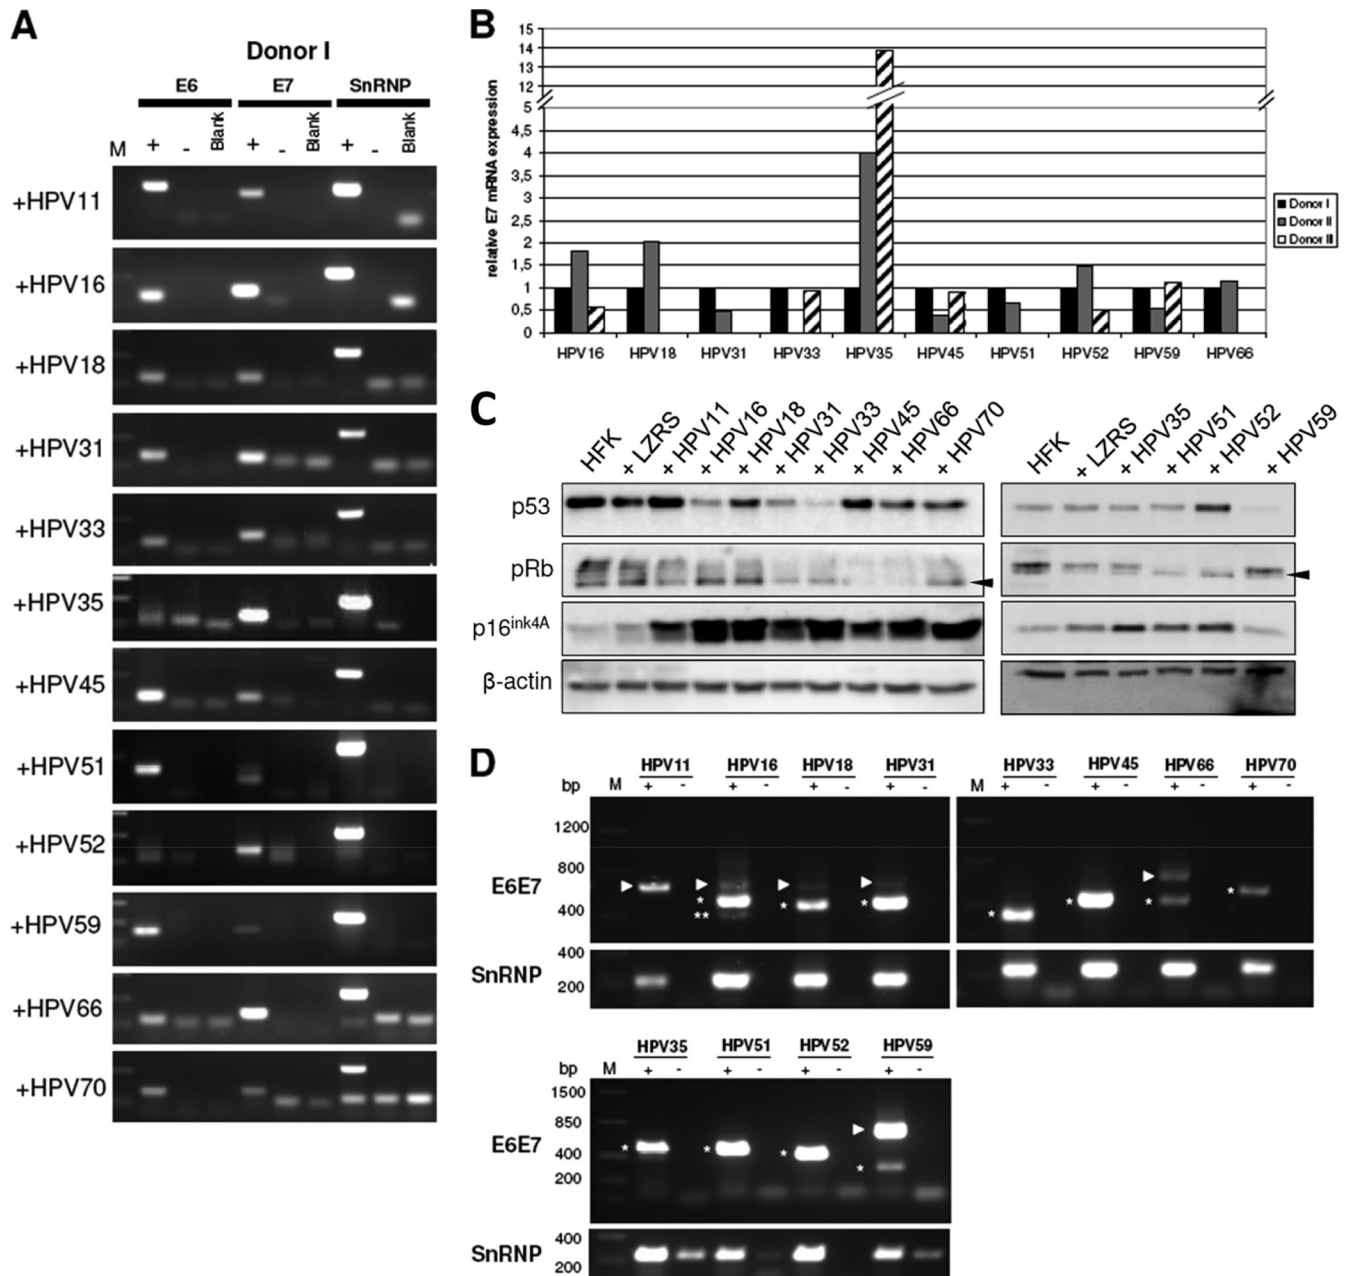 A
Donor I
E6 E7 SnRNP
M + - Blank + - Blank + - Blank
+HPV11
+HPV16
+HPV18
+HPV31
+HPV33
+HPV35
+HPV45
+HPV51
+HPV52
+HPV59
+HPV66
+HPV70
B
relative E7 mRNA expression
15
14
13
12
5
4,5
4
3,5
3
2,5
2
1,5
1
0,5
0
HPV16 HPV18 HPV31 HPV33 HPV35 HPV45 HPV51 HPV52 HPV59 HPV66
Donor I
Donor II
Donor III
C
HFK + LZRS + HPV11 + HPV16 + HPV18 + HPV31 + HPV33 + HPV45 + HPV66 + HPV70
HFK + LZRS + HPV35 + HPV51 + HPV52 + HPV59
p53
pRb
p16ink4A
β-actin
D
HPV11 HPV16 HPV18 HPV31 HPV33 HPV45 HPV66 HPV70
bp M + - + - + - + - M + - + - + - + -
1200
800
E6E7
*
* * * * * * *
**
400
400
SnRNP
200
HPV35 HPV51 HPV52 HPV59
bp M + - + - + - + -
1500
850
E6E7
* * * *
400
200
400
SnRNP
200